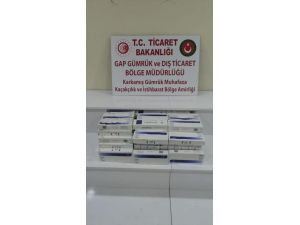 T.C. TİCARET
BAKANLIĞI
GAP GÜMRÜK ve DIŞ TİCARET
BÖLGE MÜDÜRLÜĞÜ
Karkamış Gümrük Muhafaza
Kaçakçılık ve İstihbarat Bölge Amirliği